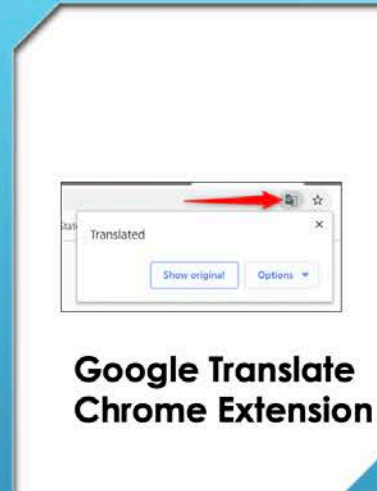 Translated
Show original
Options
Google Translate
Chrome Extension